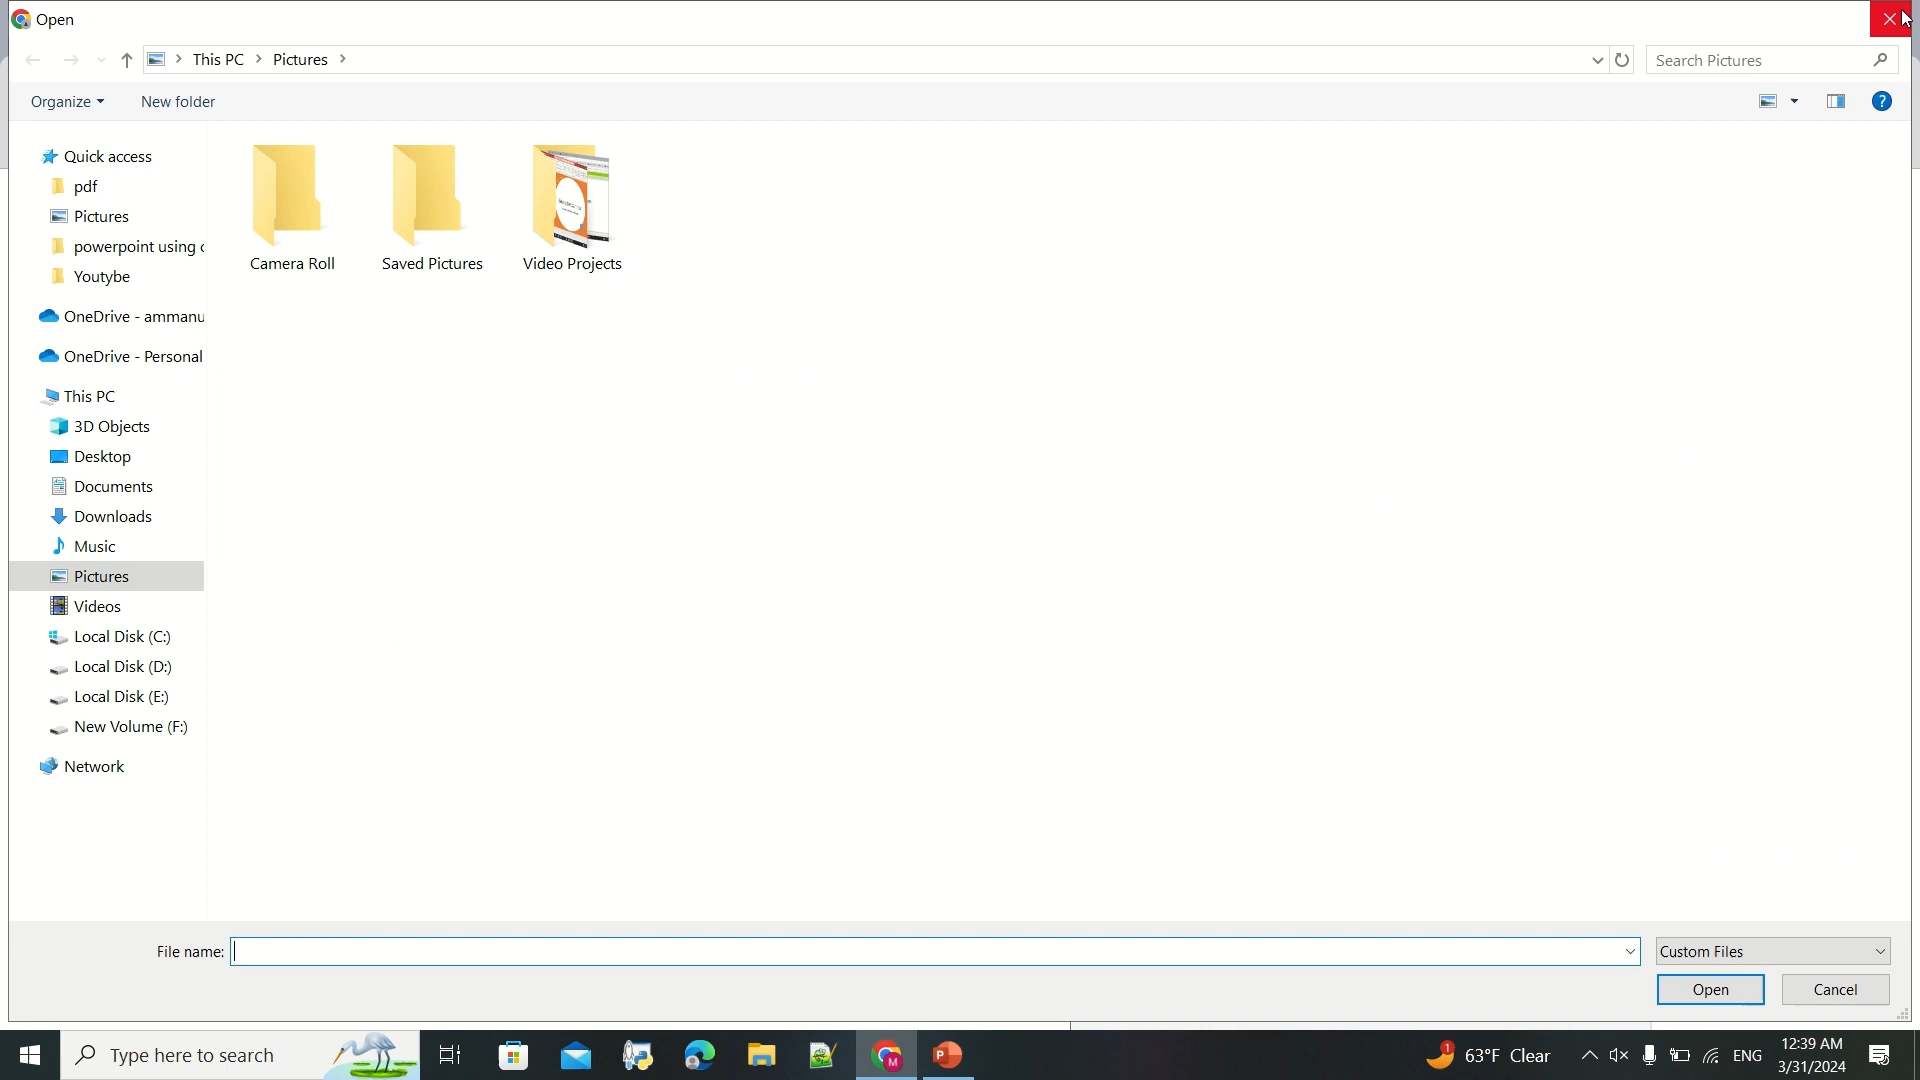 Open
This PC
Pictures
Search Pictures
Organize
New folder
Quick access
pdf
Pictures
powerpoint using
Youtybe
OneDrive - ammanu
OneDrive - Personal
This PC
3D Objects
Desktop
Documents
Downloads
Music
Pictures
Videos
Local Disk (C:)
Local Disk (D:)
Local Disk (E:)
New Volume (F:)
Network
Camera Roll
Saved Pictures
Video Projects
File name:
Custom Files
Open
Cancel
Type here to search
1
63°F Clear
ENG
12:39 AM
3/31/2024